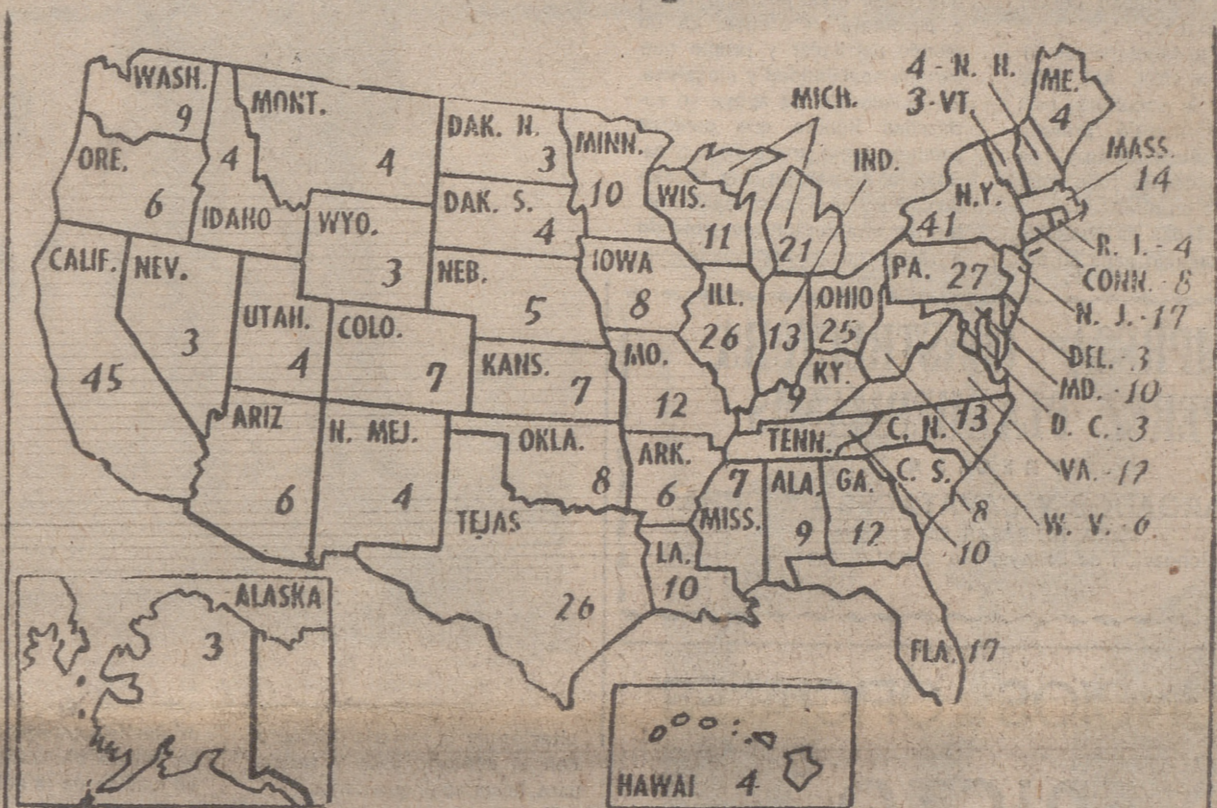 WASH.
9
ORE.
6
CALIF.
45
NEV.
3
IDAHO
4
MONT.
4
WYO.
3
UTAH.
4
COLO.
7
ARIZ
6
N. MEJ.
4
DAK. N.
3
DAK. S.
4
NEB.
5
KANS.
7
OKLA.
8
TEJAS
26
MINN.
10
IOWA
8
MO.
12
ARK.
6
LA.
10
WIS.
11
ILL.
26
MICH.
21
IND.
13
OHIO
25
KY.
9
TENN.
10
7
MISS.
ALA.
9
GA.
12
FLA. 17
C. N. 13
C. S.
8
PA. 27
N.Y.
41
4 - N. H.
3-VT.
ME.
4
MASS.
14
R. I. - 4
CONN. - 8
N. J. - 17
DEL. - 3
MD. - 10
D. C. - 3
VA. - 12
W. V. - 6
ALASKA
3
HAWAI 4